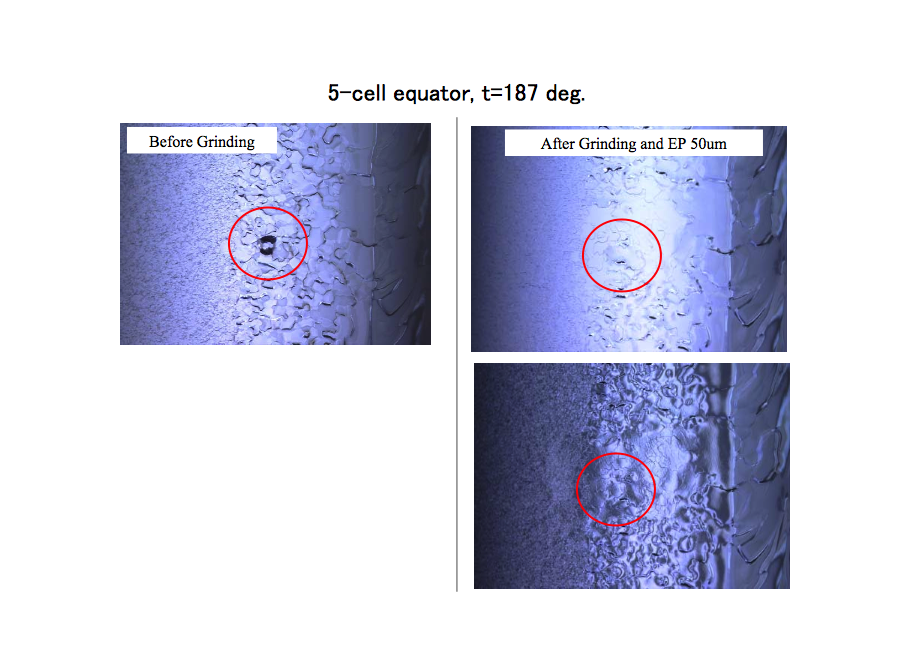 5-cell equator, t=187 deg.
Before Grinding
After Grinding and EP 50um